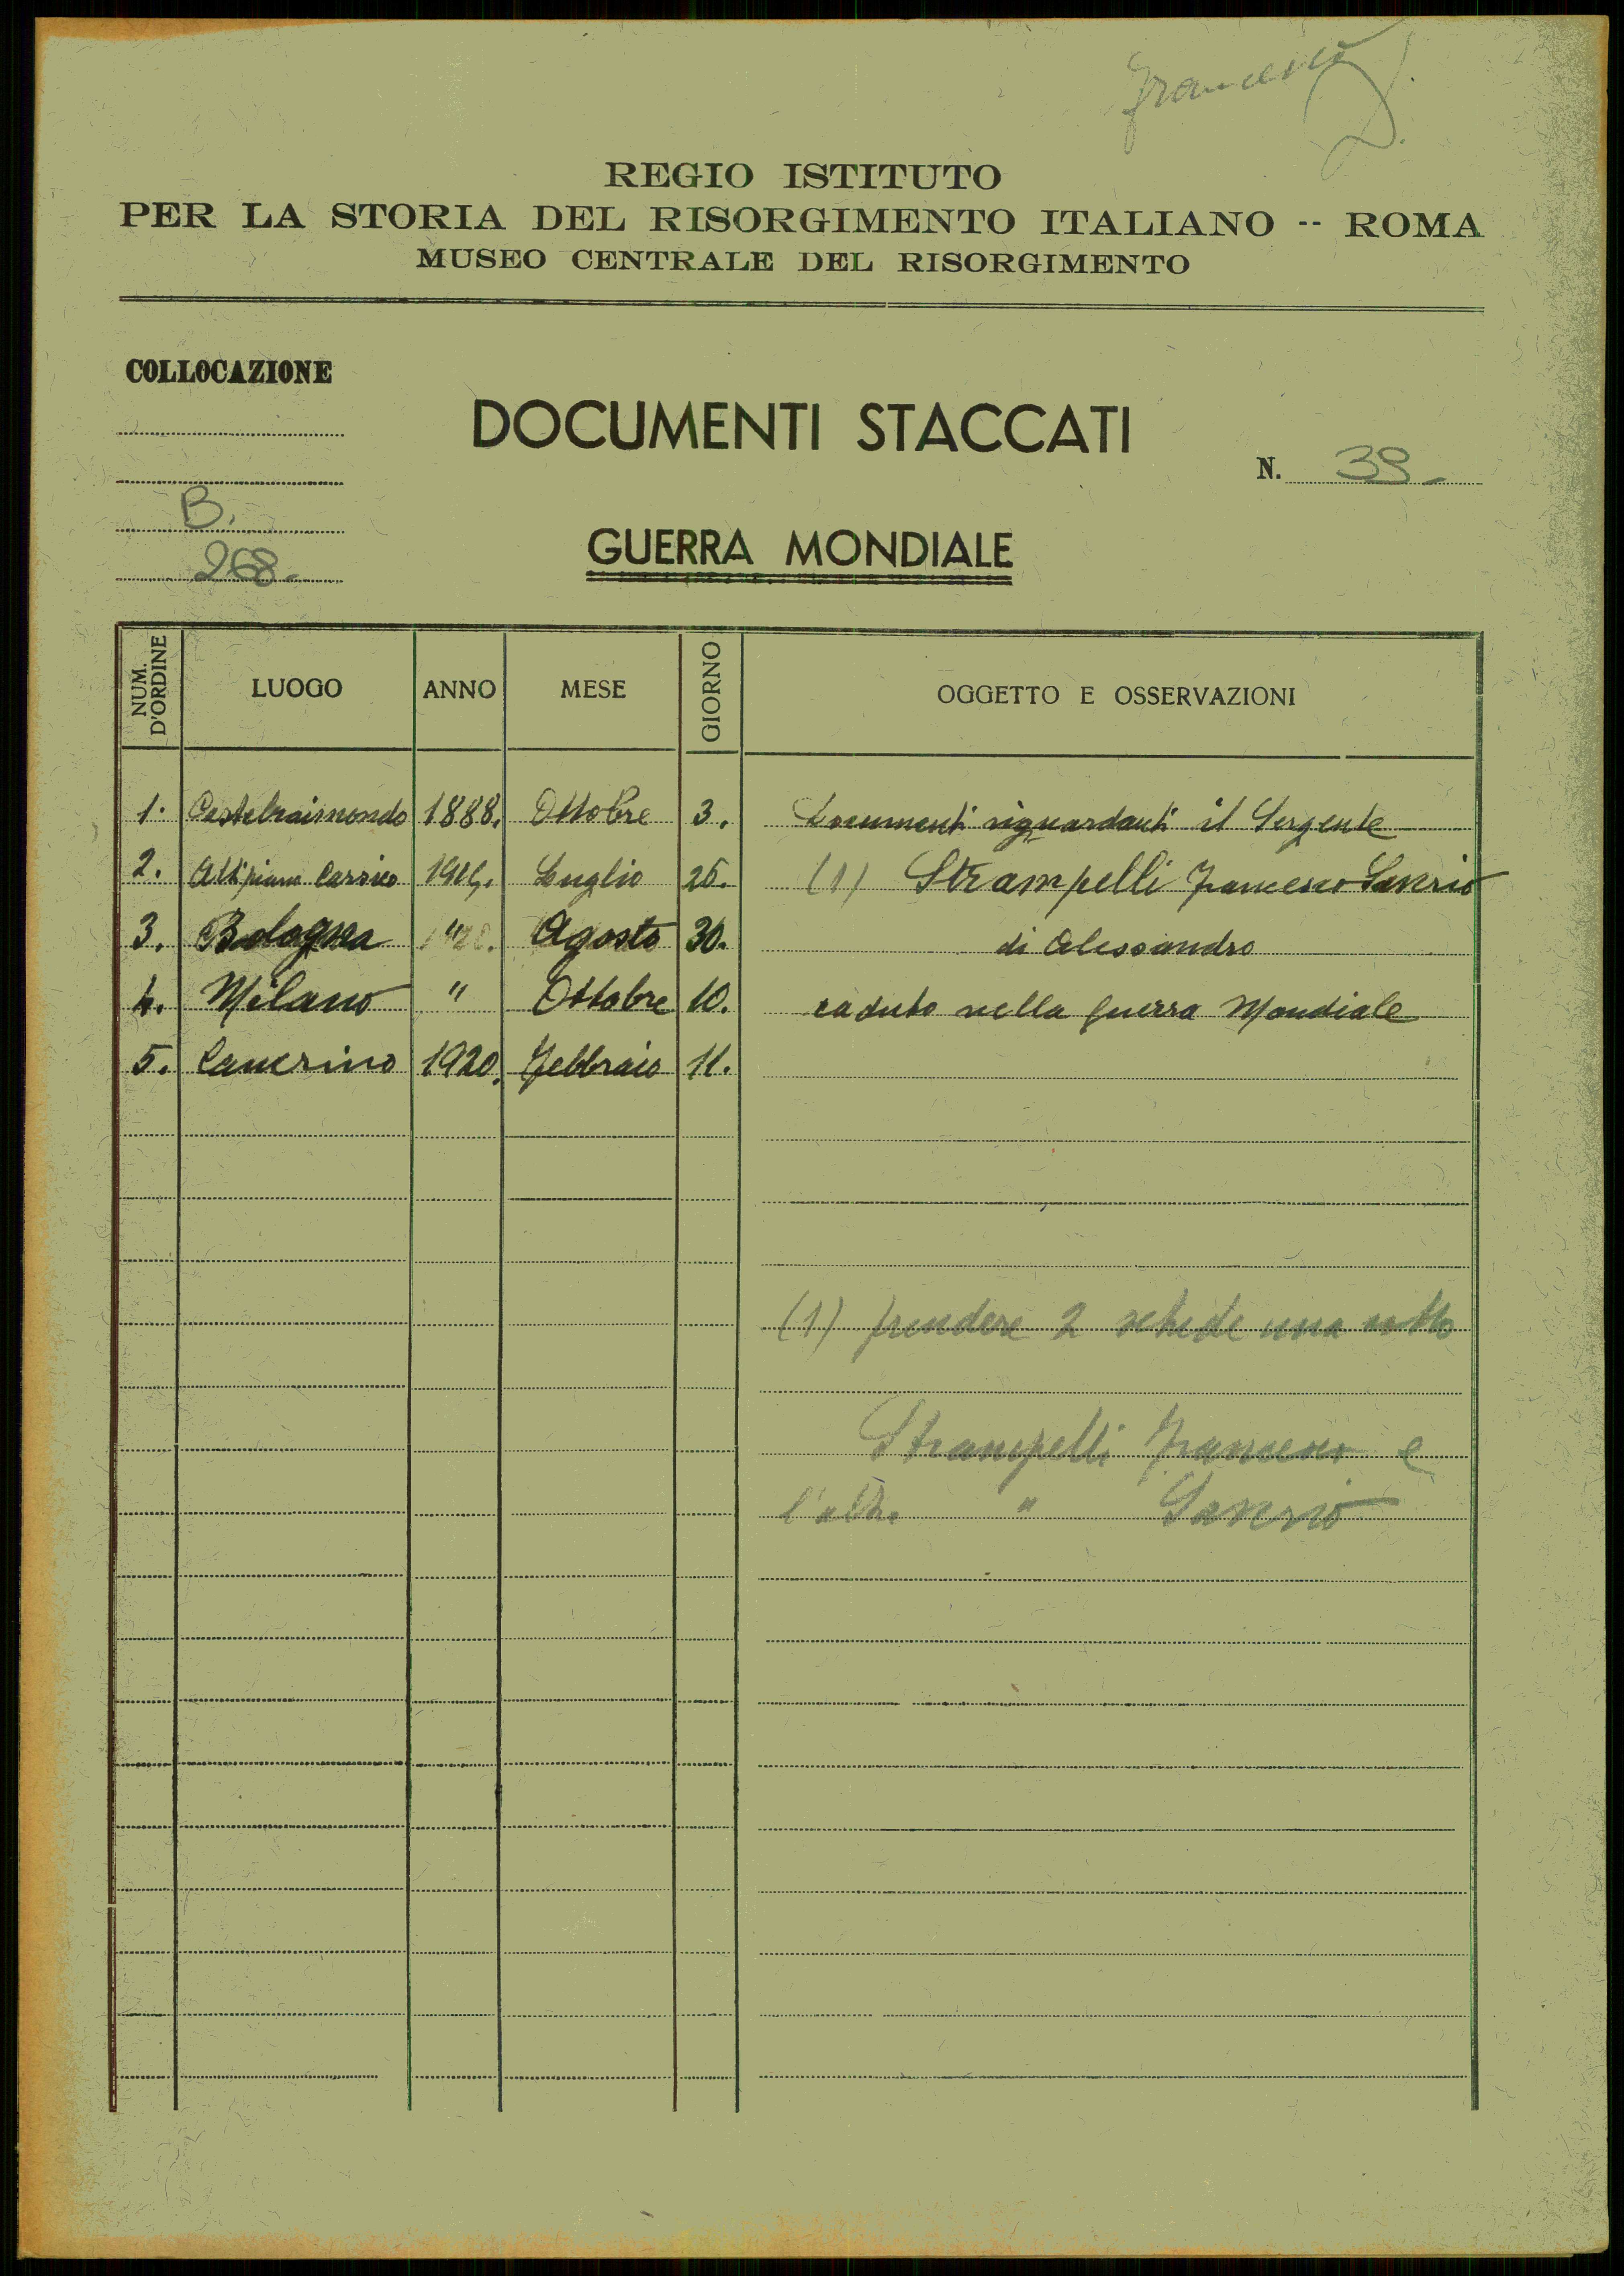 Francesco
REGIO ISTITUTO
PER LA STORIA DEL RISORGIMENTO ITALIANO -- ROMA
MUSEO CENTRALE DEL RISORGIMENTO
COLLOCAZIONE
B.
268.
DOCUMENTI STACCATI
N. 39.
GUERRA MONDIALE
NUM. D'ORDINE LUOGO ANNO MESE GIORNO OGGETTO E OSSERVAZIONI
1. Castelraimondo 1888. Ottobre 3. Documenti riguardanti il Sergente
2. Altipiano Carsico Luglio 25. (1) Strampelli Francesco Saverio
3. Bologna " Agosto 30. di Alessandro
4. Milano " Ottobre 10. caduto nella guerra Mondiale
5. Camerino 1920. Febbraio 11.
(1) prendere 2 schede una sotto
Strampelli Francesco e
l'altra " Saverio